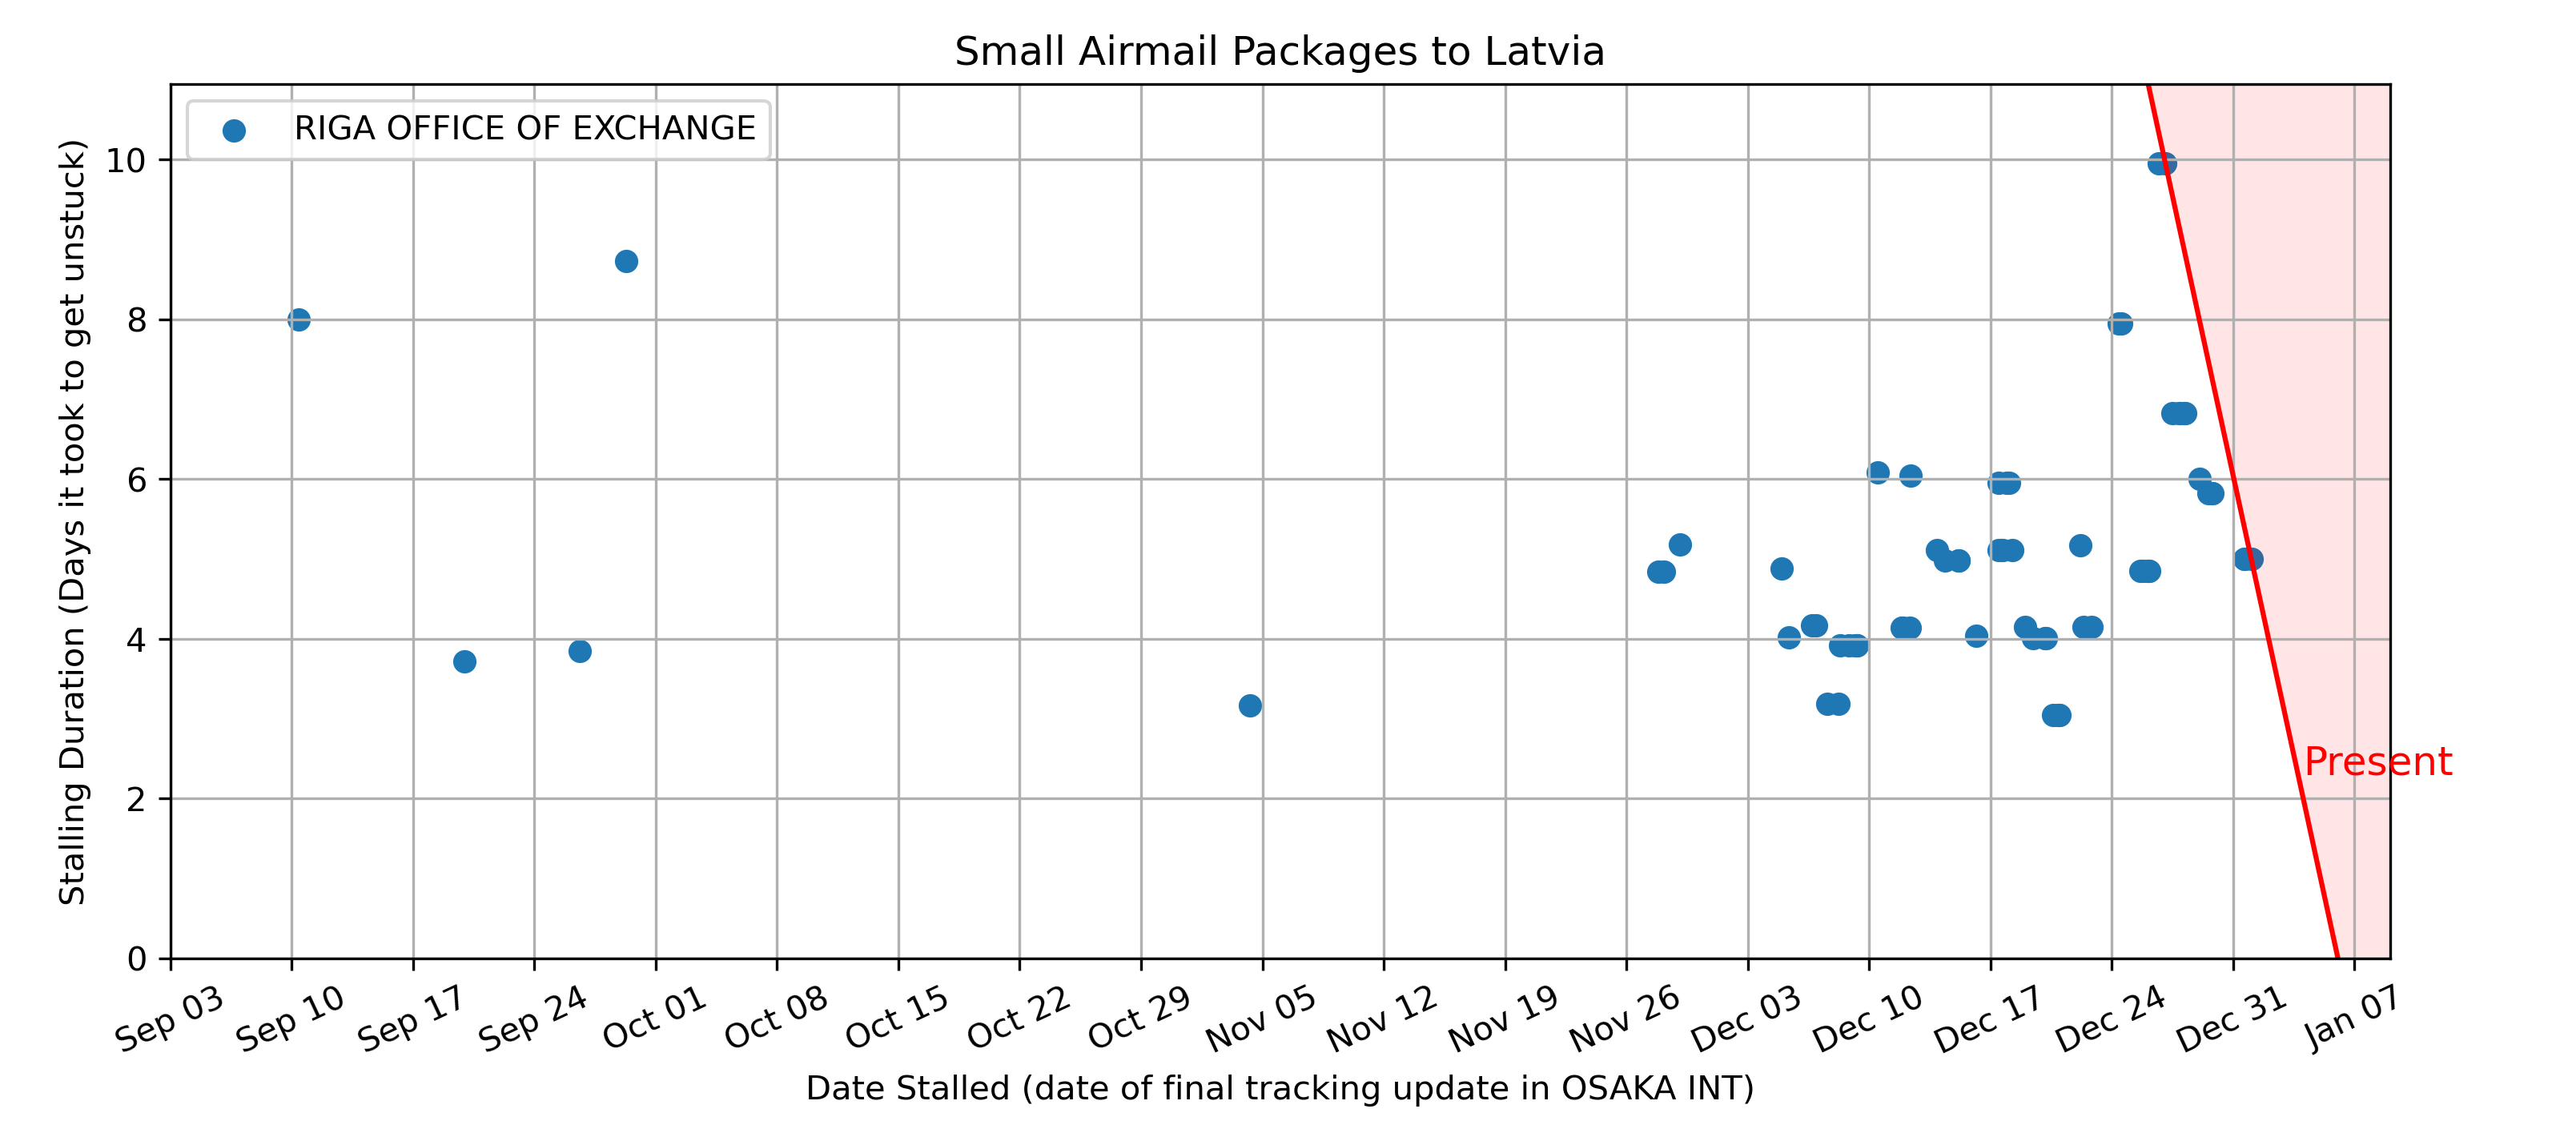 Small Airmail Packages to Latvia
RIGA OFFICE OF EXCHANGE
Stalling Duration (Days it took to get unstuck)
10
8
6
4
2
0
Present
Sep 03 Sep 10 Sep 17 Sep 24 Oct 01 Oct 08 Oct 15 Oct 22 Oct 29 Nov 05 Nov 12 Nov 19 Nov 26 Dec 03 Dec 10 Dec 17 Dec 24 Dec 31 Jan 07
Date Stalled (date of final tracking update in OSAKA INT)